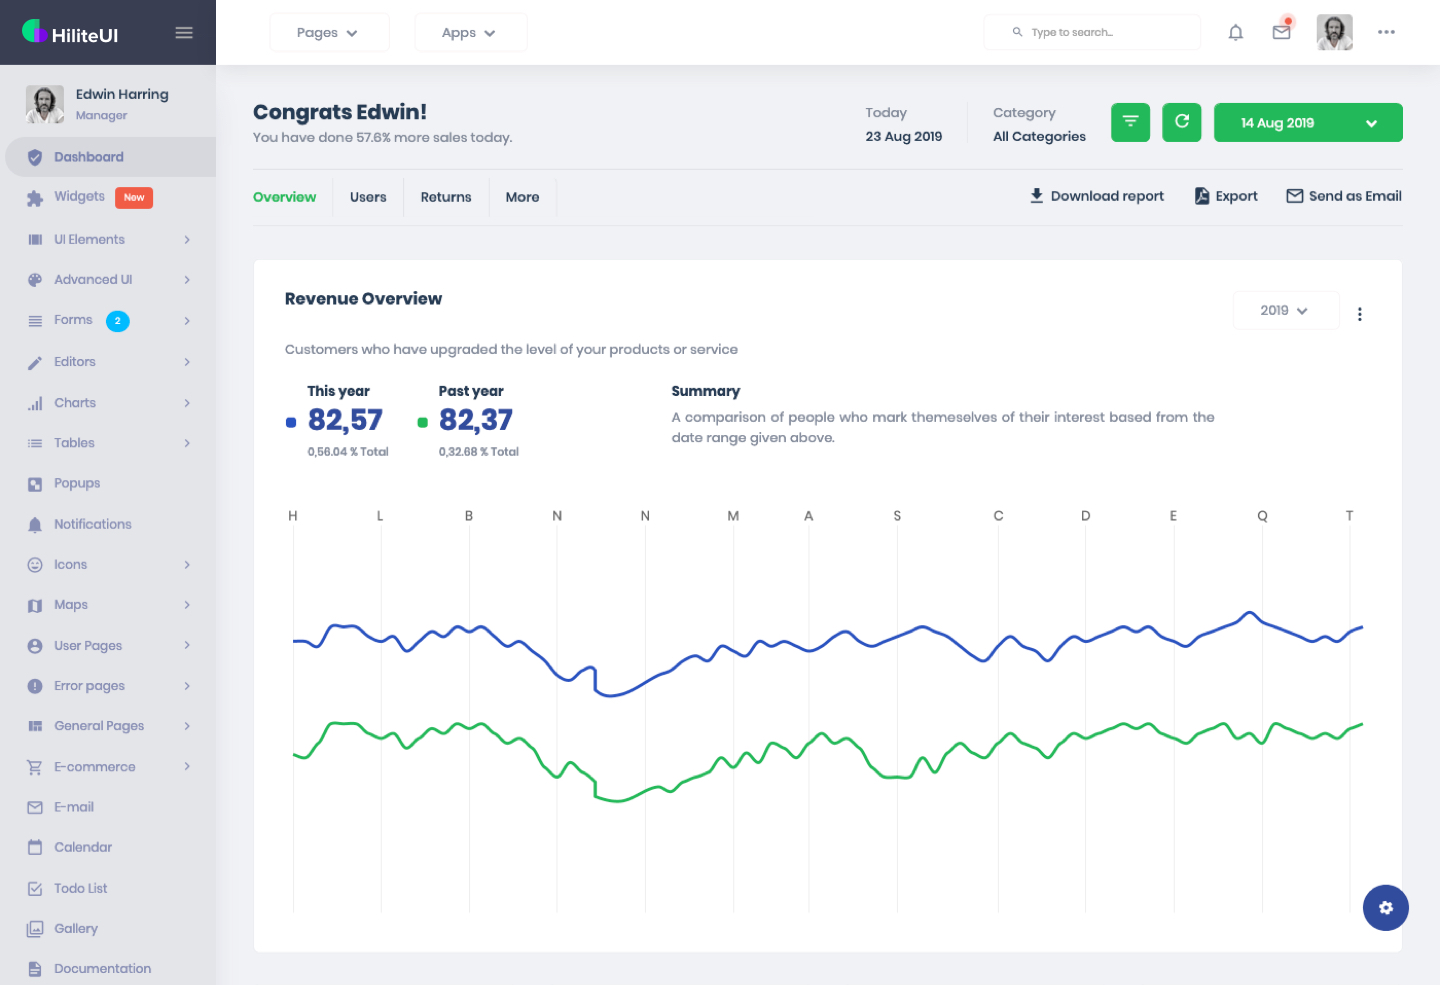 HiliteUI
Pages
Apps
Type to search...
Edwin Harring
Manager
Dashboard
Widgets New
UI Elements
Advanced UI
Forms 2
Editors
Charts
Tables
Popups
Notifications
Icons
Maps
User Pages
Error pages
General Pages
E-commerce
E-mail
Calendar
Todo List
Gallery
Documentation
Congrats Edwin!
You have done 57.6% more sales today.
Today
23 Aug 2019
Category
All Categories
14 Aug 2019
Overview
Users
Returns
More
Download report
Export
Send as Email
Revenue Overview
2019
Customers who have upgraded the level of your products or service
This year
82,57
0,56.04 % Total
Past year
82,37
0,32.68 % Total
Summary
A comparison of people who mark themeselves of their interest based from the
date range given above.
H L B N N M A S C D E Q T